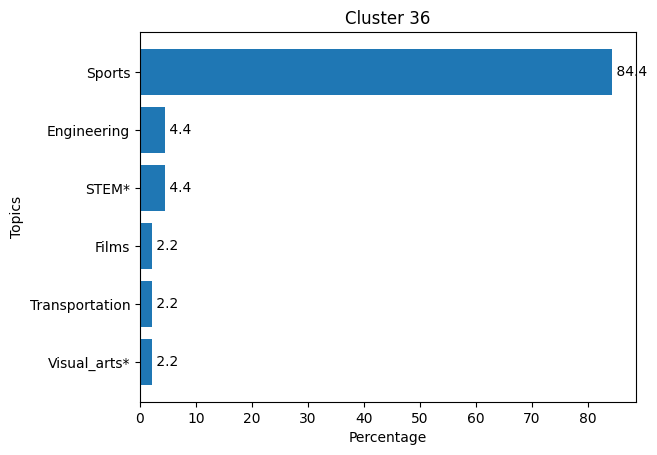 Cluster 36
Topics
Sports 84.4
Engineering 4.4
STEM* 4.4
Films 2.2
Transportation 2.2
Visual_arts* 2.2
0 10 20 30 40 50 60 70 80
Percentage